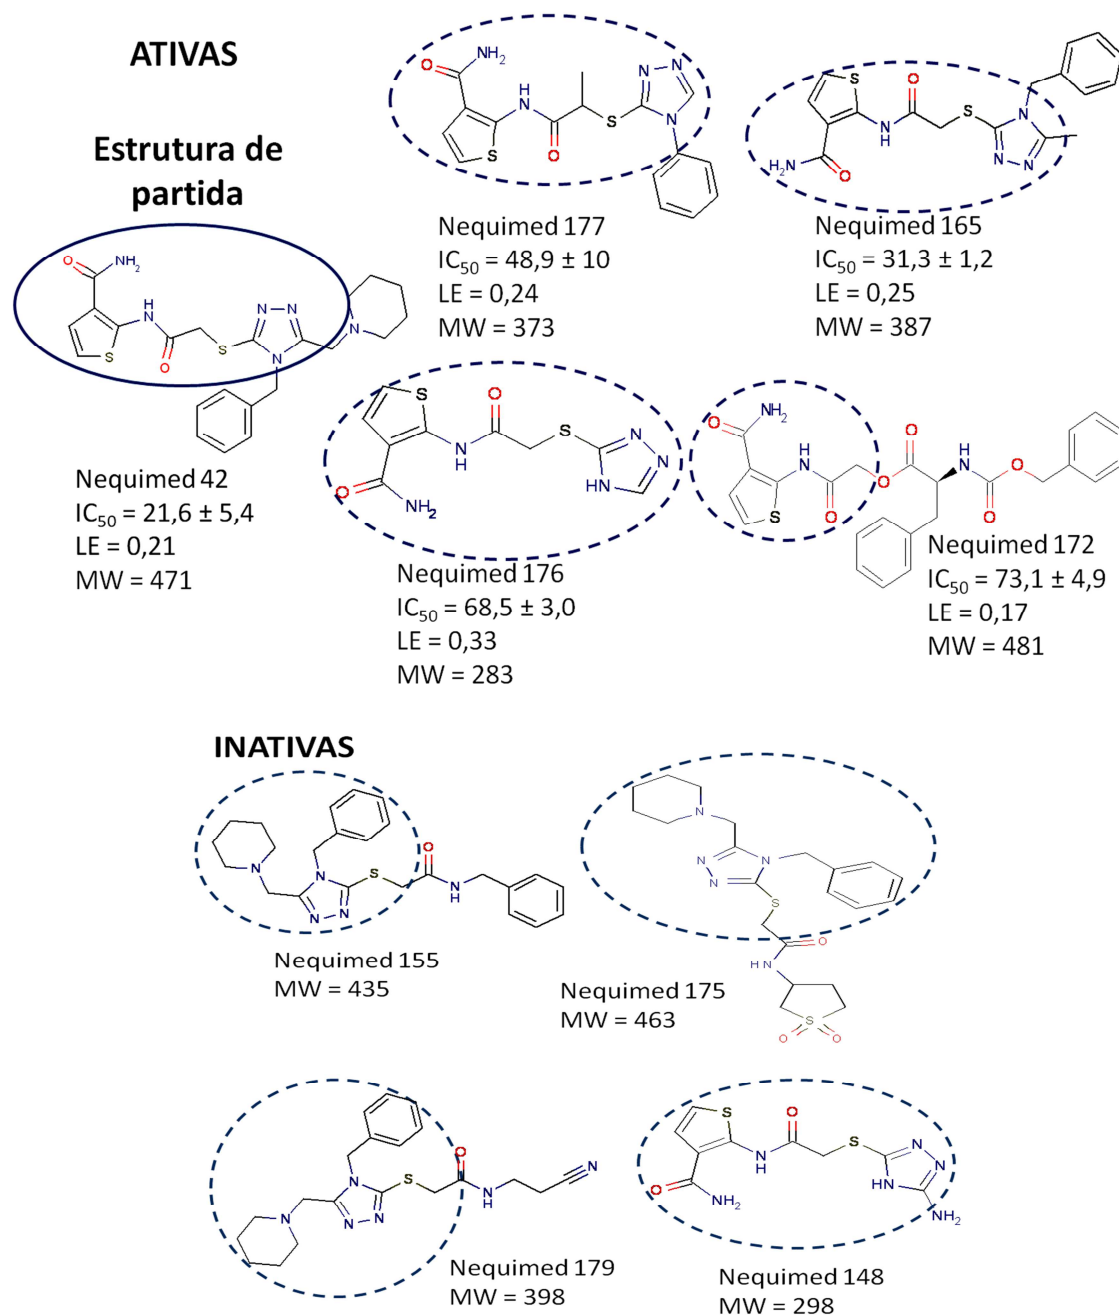 ATIVAS
Estrutura de
partida
Nequimed 177
IC50 = 48,9 ± 10
LE = 0,24
MW = 373
Nequimed 165
IC50 = 31,3 ± 1,2
LE = 0,25
MW = 387
Nequimed 42
IC50 = 21,6 ± 5,4
LE = 0,21
MW = 471
Nequimed 176
IC50 = 68,5 ± 3,0
LE = 0,33
MW = 283
Nequimed 172
IC50 = 73,1 ± 4,9
LE = 0,17
MW = 481
INATIVAS
Nequimed 155
MW = 435
Nequimed 175
MW = 463
Nequimed 179
MW = 398
Nequimed 148
MW = 298